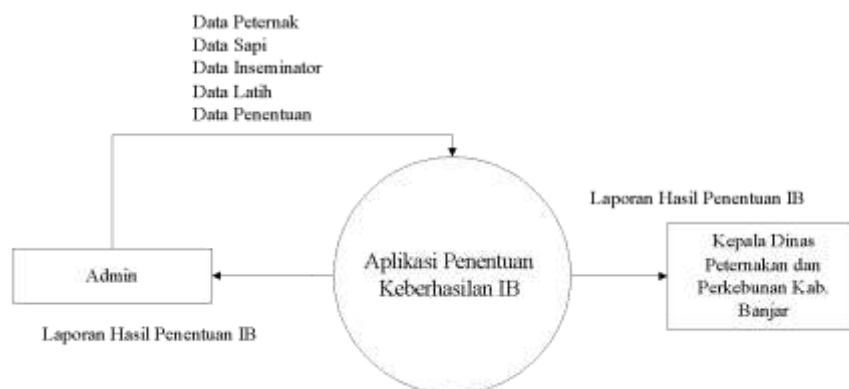 Data Peternak
Data Sapi
Data Inseminator
Data Latih
Data Penentuan
Laporan Hasil Penentuan IB
Admin
Aplikasi Penentuan
Keberhasilan IB
Kepala Dinas
Peternakan dan
Perkebunan Kab.
Banjar
Laporan Hasil Penentuan IB